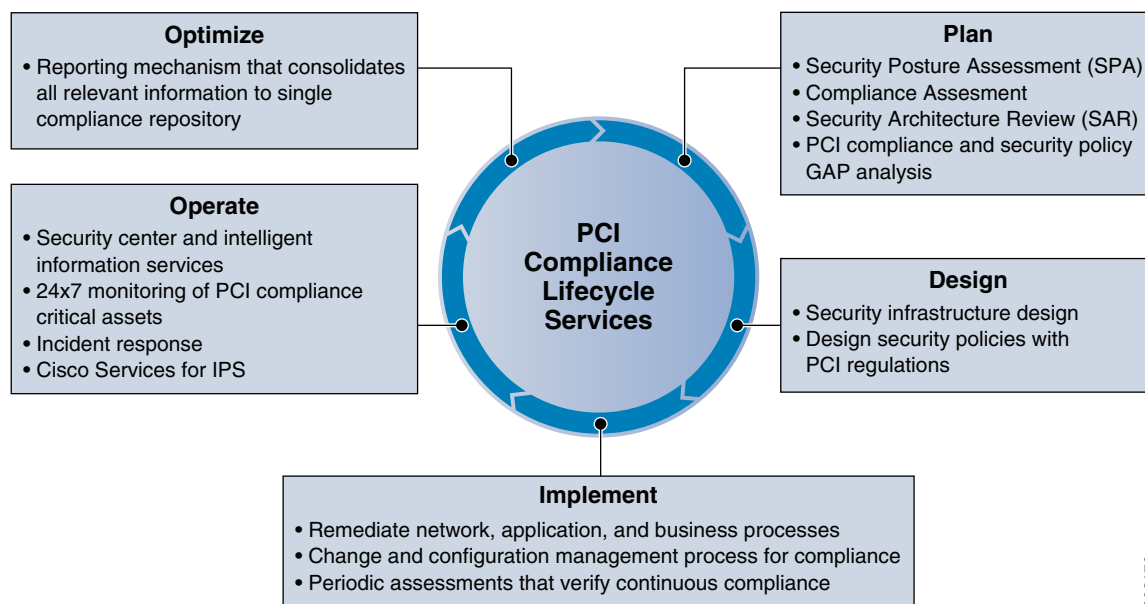 Optimize
• Reporting mechanism that consolidates
all relevant information to single
compliance repository
Plan
• Security Posture Assessment (SPA)
• Compliance Assesment
• Security Architecture Review (SAR)
• PCI compliance and security policy
GAP analysis
Operate
• Security center and intelligent
information services
• 24x7 monitoring of PCI compliance
critical assets
• Incident response
• Cisco Services for IPS
PCI
Compliance
Lifecycle
Services
Design
• Security infrastructure design
• Design security policies with
PCI regulations
Implement
• Remediate network, application, and business processes
• Change and configuration management process for compliance
• Periodic assessments that verify continuous compliance